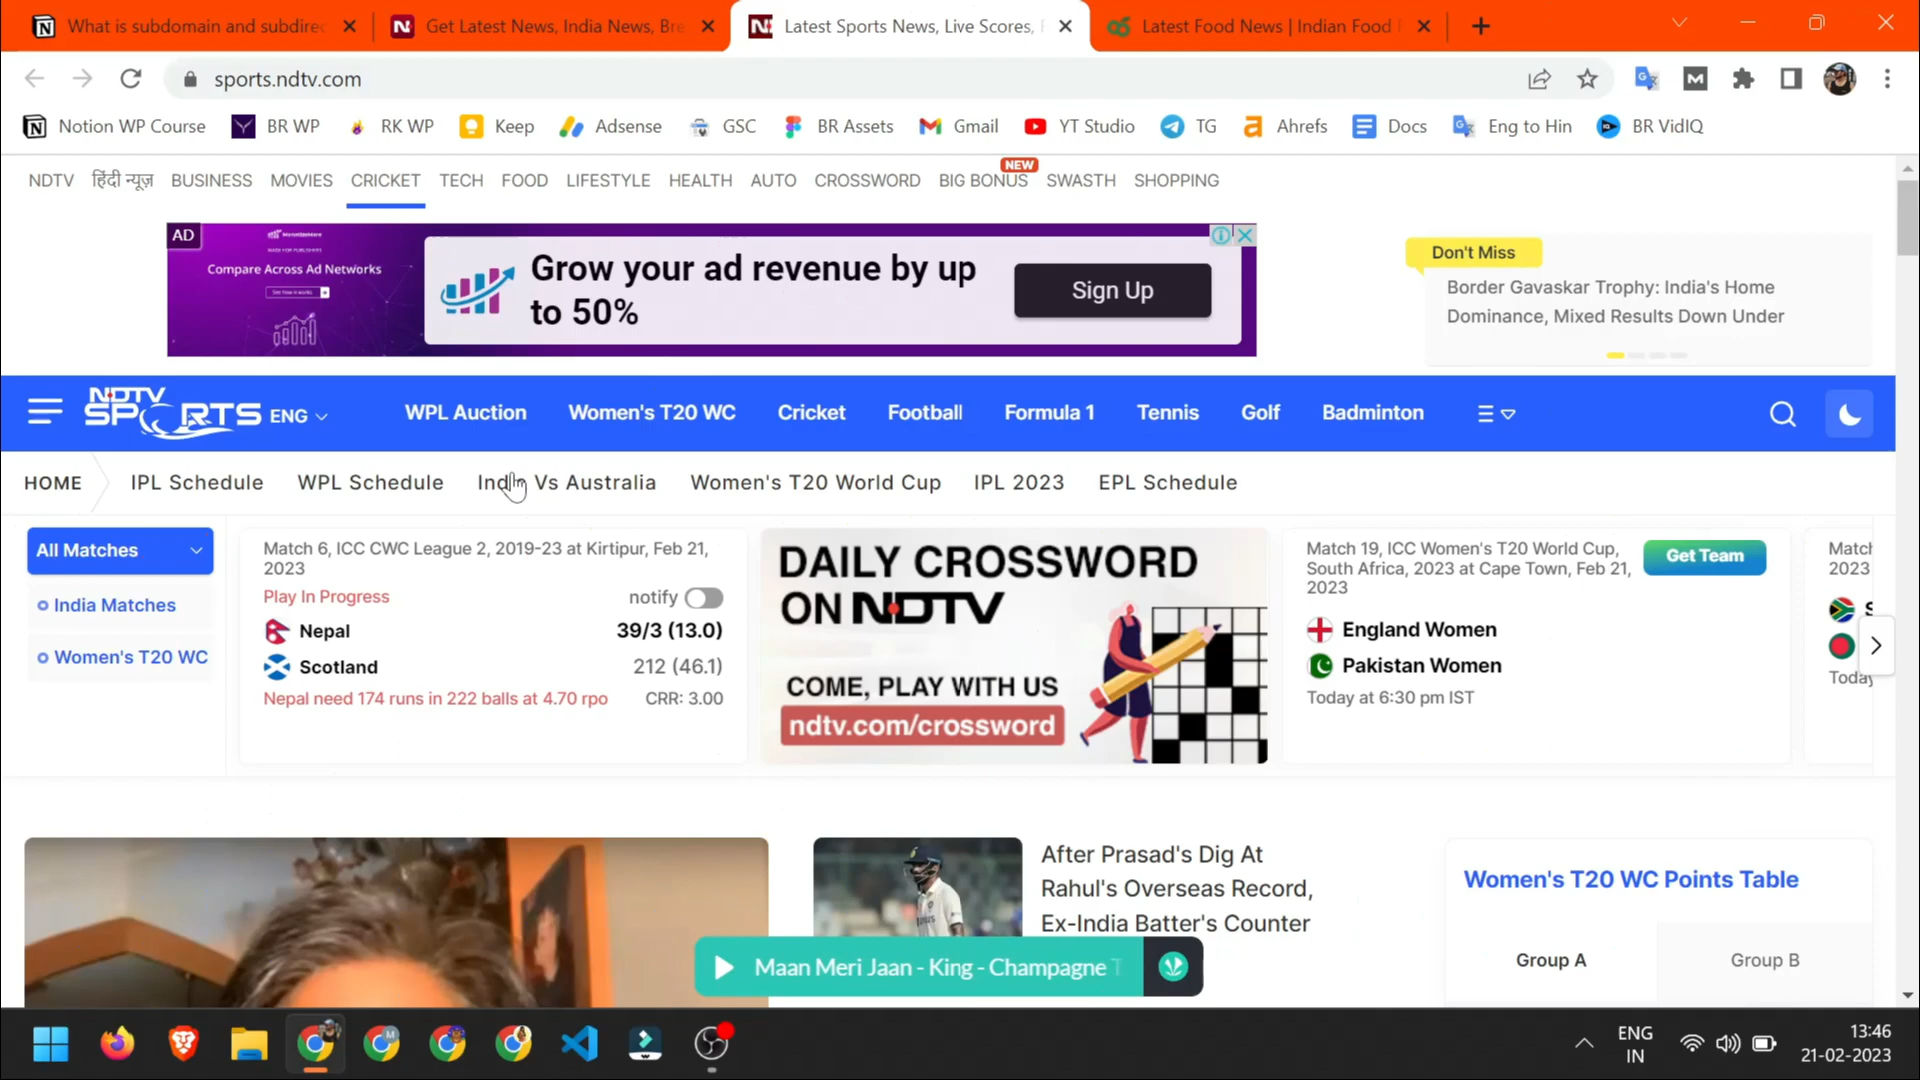 What is subdomain and subdirec
Get Latest News, India News, Bre
Latest Sports News, Live Scores,
Latest Food News | Indian Food
sports.ndtv.com
Notion WP Course
BR WP
RK WP
Keep
Adsense
GSC
BR Assets
Gmail
YT Studio
TG
Ahrefs
Docs
Eng to Hin
BR VidIQ
NDTV हिंदी न्यूज़ BUSINESS MOVIES CRICKET TECH FOOD LIFESTYLE HEALTH AUTO CROSSWORD BIG BONUS NEW SWASTH SHOPPING
AD
Compare Across Ad Networks
Grow your ad revenue by up
to 50%
Sign Up
Don't Miss
Border Gavaskar Trophy: India's Home
Dominance, Mixed Results Down Under
NDTV
SPORTS
ENG
WPL Auction Women's T20 WC Cricket Football Formula 1 Tennis Golf Badminton
HOME IPL Schedule WPL Schedule India Vs Australia Women's T20 World Cup IPL 2023 EPL Schedule
All Matches
India Matches
Women's T20 WC
Match 6, ICC CWC League 2, 2019-23 at Kirtipur, Feb 21,
2023
Play In Progress
notify
Nepal 39/3 (13.0)
Scotland 212 (46.1)
Nepal need 174 runs in 222 balls at 4.70 rpo CRR: 3.00
DAILY CROSSWORD
ON NDTV
COME, PLAY WITH US
ndtv.com/crossword
Match 19, ICC Women's T20 World Cup,
South Africa, 2023 at Cape Town, Feb 21,
2023
Get Team
England Women
Pakistan Women
Today at 6:30 pm IST
Match
2023
S
Today
After Prasad's Dig At
Rahul's Overseas Record,
Ex-India Batter's Counter
Women's T20 WC Points Table
Group A
Group B
Maan Meri Jaan - King - Champagne T
ENG
IN
13:46
21-02-2023